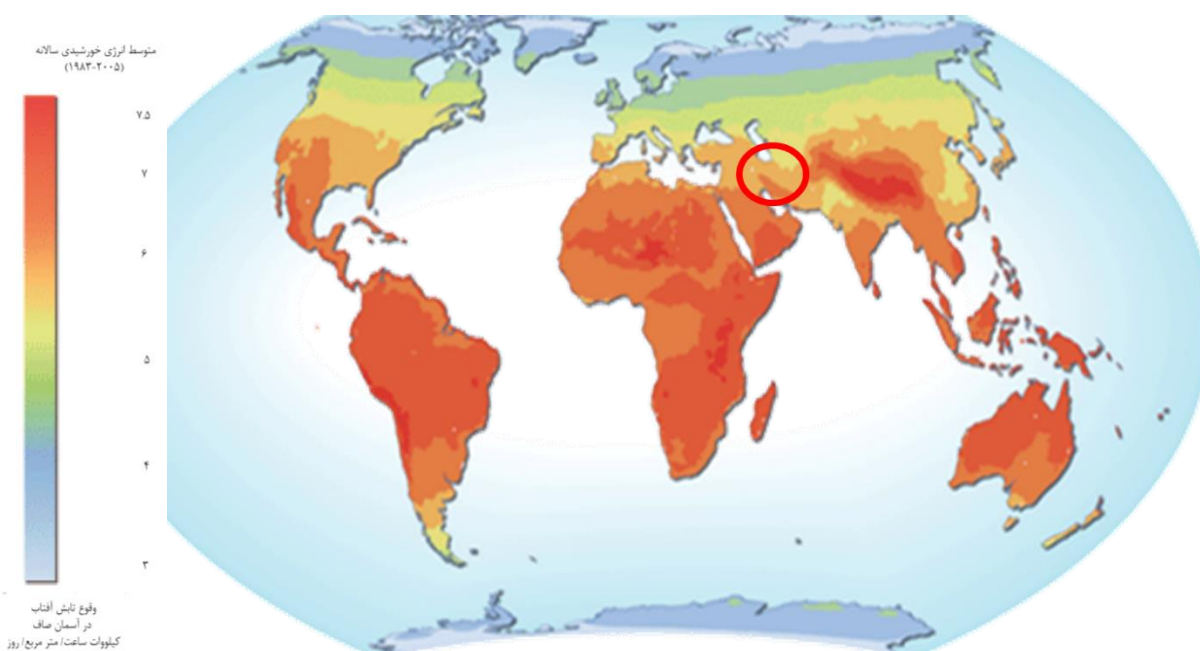 متوسط انرژی خورشیدی سالانه
(۱۹۸۳-۲۰۰۵)
۷.۵
۷
۶
۵
۴
۳
وقوع تابش آفتاب
در آسمان صاف
کیلووات ساعت/ متر مربع/ روز